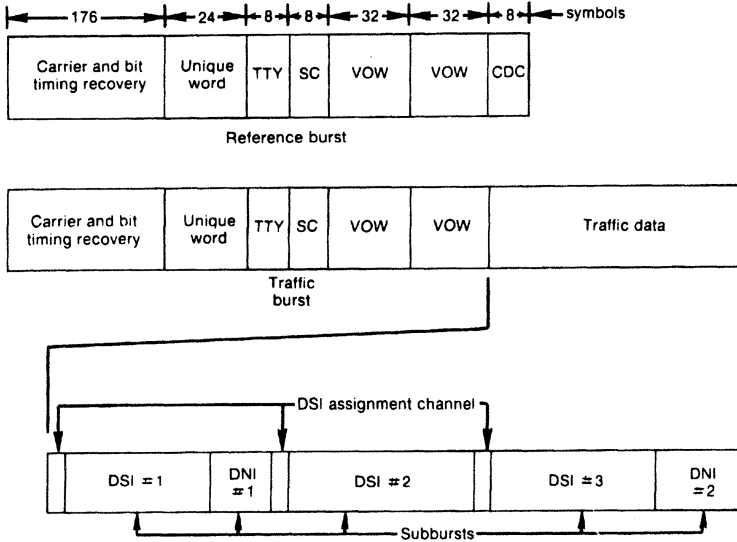 176 24 8 8 32 32 8 symbols
Carrier and bit
timing recovery
Unique
word
TTY
SC
VOW
VOW
CDC
Reference burst
Carrier and bit
timing recovery
Unique
word
TTY
SC
VOW
VOW
Traffic data
Traffic
burst
DSI assignment channel
DSI #1
DNI
#1
DSI #2
DSI #3
DNI
#2
Subbursts